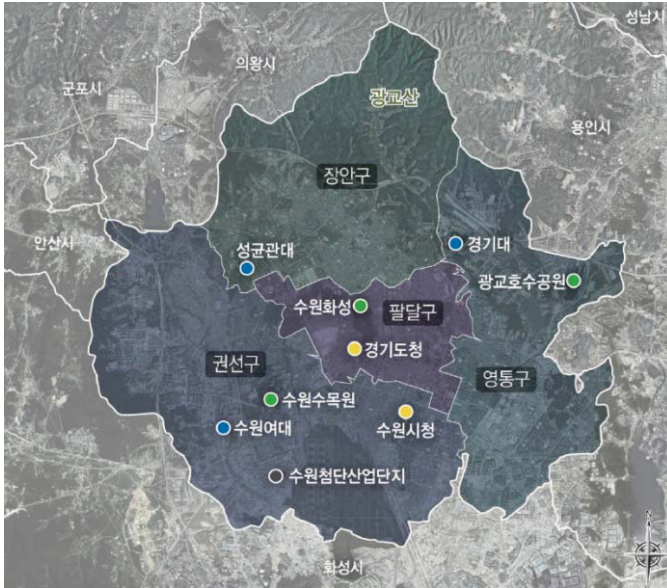 성남시
의왕시
군포시
광교산
용인시
장안구
안산시
성균관대
경기대
광교호수공원
수원화성
팔달구
경기도청
권선구
영통구
수원수목원
수원여대
수원시청
수원첨단산업단지
N
화성시